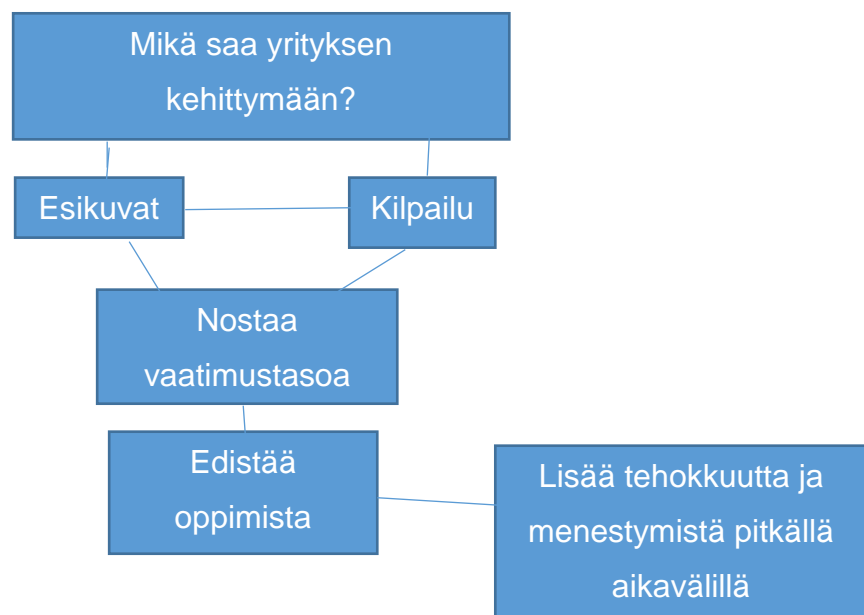 Mikä saa yrityksen
kehittymään?
Esikuvat
Kilpailu
Nostaa
vaatimustasoa
Edistää
oppimista
Lisää tehokkuutta ja
menestymistä pitkällä
aikavälillä